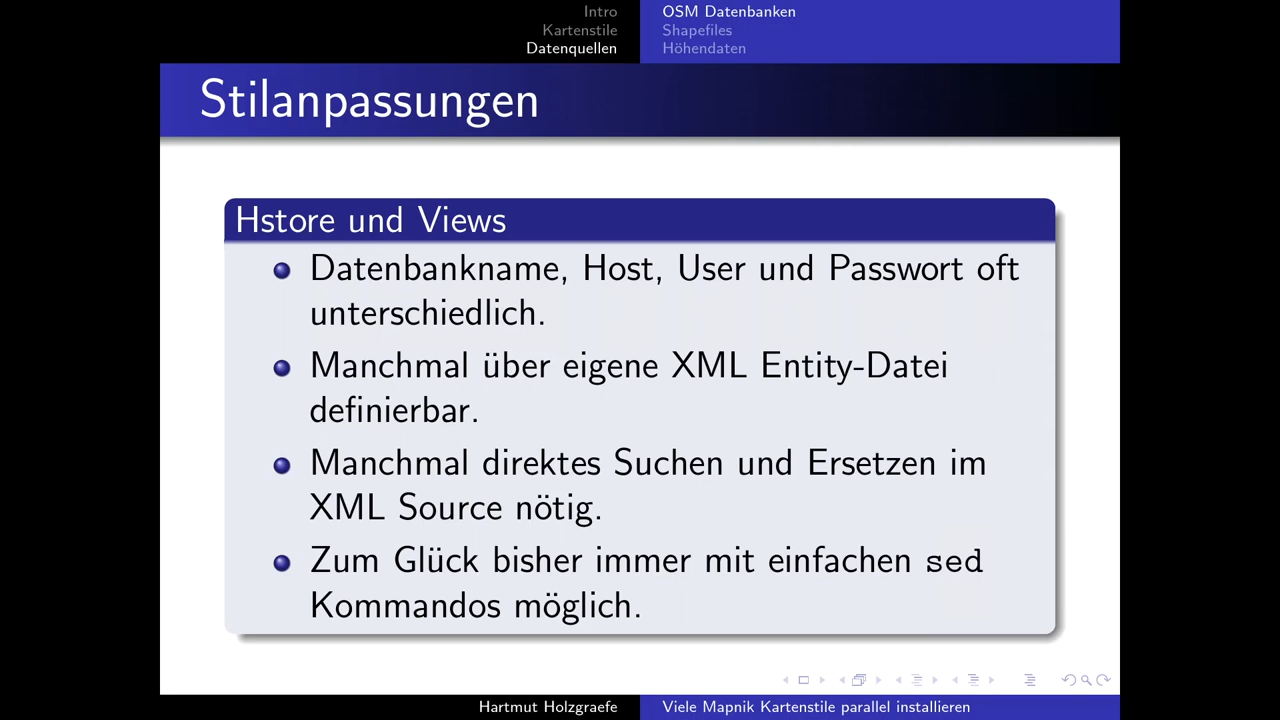 Intro
Kartenstile
Datenquellen
OSM Datenbanken
Shapefiles
Höhendaten
Stilanpassungen
Hstore und Views
Datenbankname, Host, User und Passwort oft
unterschiedlich.
Manchmal über eigene XML Entity-Datei
definierbar.
Manchmal direktes Suchen und Ersetzen im
XML Source nötig.
Zum Glück bisher immer mit einfachen sed
Kommandos möglich.
Hartmut Holzgraefe
Viele Mapnik Kartenstile parallel installieren